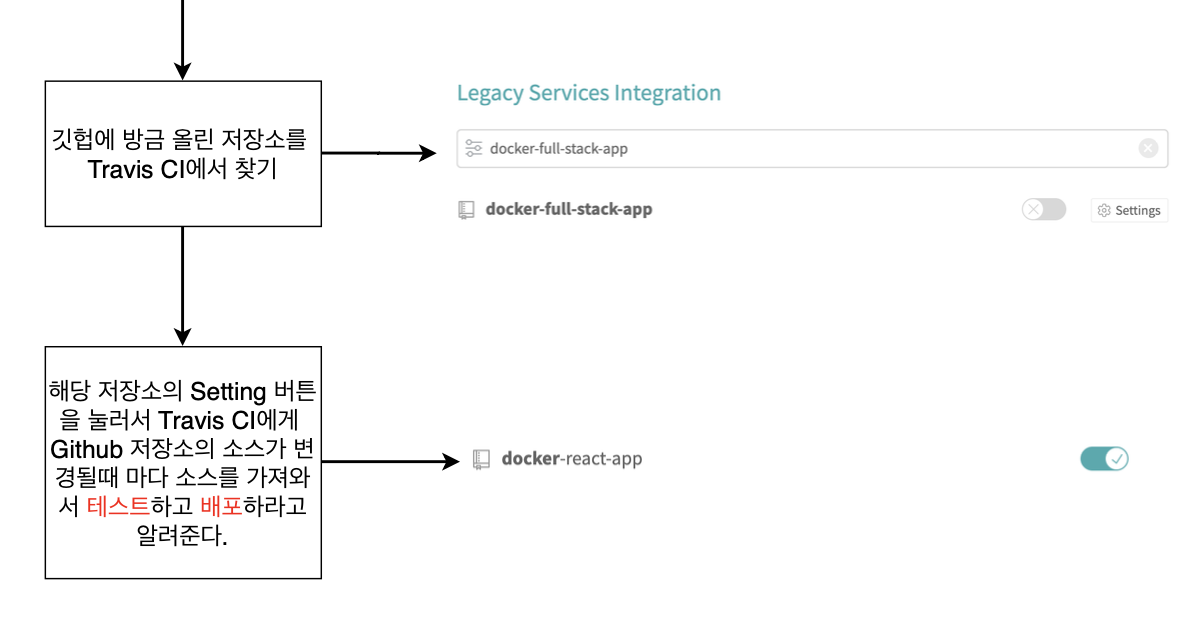 깃헙에 방금 올린 저장소를
Travis CI에서 찾기
Legacy Services Integration
docker-full-stack-app
docker-full-stack-app
Settings
해당 저장소의 Setting 버튼
을 눌러서 Travis CI에게
Github 저장소의 소스가 변
경될때 마다 소스를 가져와
서 테스트하고 배포하라고
알려준다.
docker-react-app